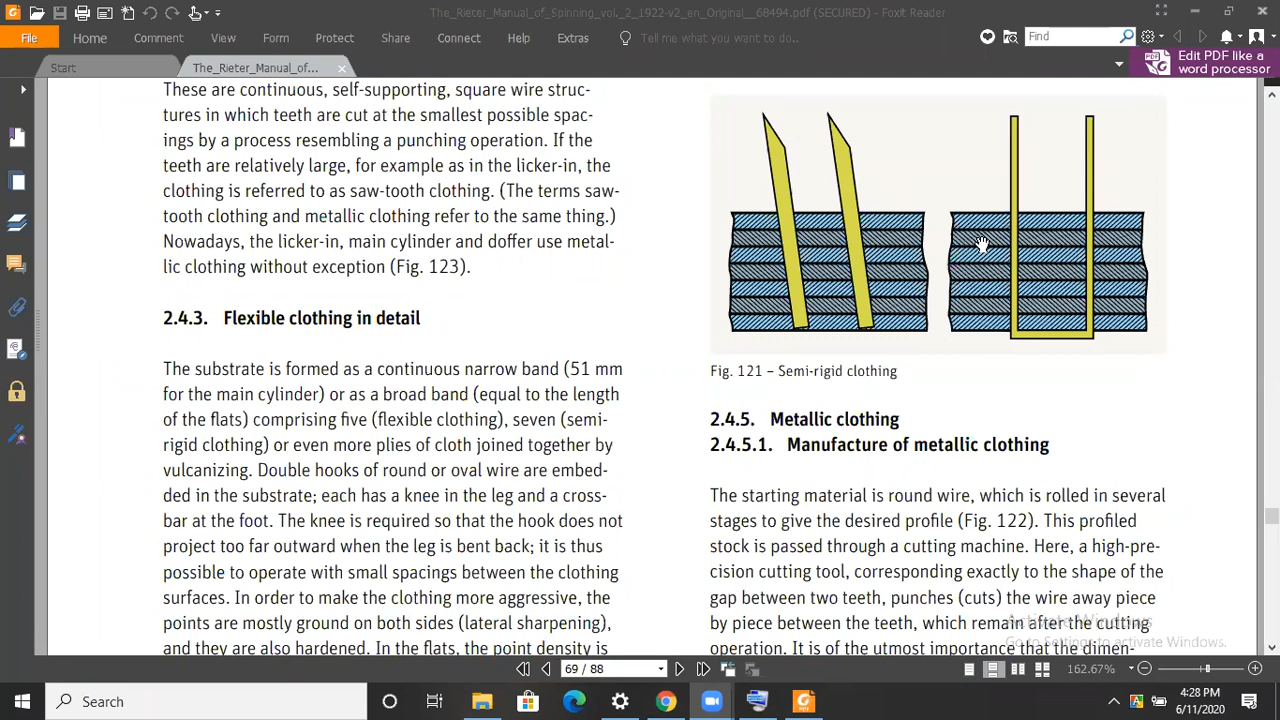 The_Rieter_Manual_of_Spinning_vol._2_1922-v2_en_Original__68494.pdf (SECURED) - Foxit Reader
File Home Comment View Form Protect Share Connect Help Extras Tell me what you want to do... Find
Start The_Rieter_Manual_of...
Edit PDF like a
word processor
These are continuous, self-supporting, square wire struc-
tures in which teeth are cut at the smallest possible spac-
ings by a process resembling a punching operation. If the
teeth are relatively large, for example as in the licker-in, the
clothing is referred to as saw-tooth clothing. (The terms saw-
tooth clothing and metallic clothing refer to the same thing.)
Nowadays, the licker-in, main cylinder and doffer use metal-
lic clothing without exception (Fig. 123).
2.4.3. Flexible clothing in detail
The substrate is formed as a continuous narrow band (51 mm
for the main cylinder) or as a broad band (equal to the length
of the flats) comprising five (flexible clothing), seven (semi-
rigid clothing) or even more plies of cloth joined together by
vulcanizing. Double hooks of round or oval wire are embed-
ded in the substrate; each has a knee in the leg and a cross-
bar at the foot. The knee is required so that the hook does not
project too far outward when the leg is bent back; it is thus
possible to operate with small spacings between the clothing
surfaces. In order to make the clothing more aggressive, the
points are mostly ground on both sides (lateral sharpening),
and they are also hardened. In the flats, the point density is
Fig. 121 – Semi-rigid clothing
2.4.5. Metallic clothing
2.4.5.1. Manufacture of metallic clothing
The starting material is round wire, which is rolled in several
stages to give the desired profile (Fig. 122). This profiled
stock is passed through a cutting machine. Here, a high-pre-
cision cutting tool, corresponding exactly to the shape of the
gap between two teeth, punches (cuts) the wire away piece
by piece between the teeth, which remain after the cutting
operation. It is of the utmost importance that the dimen-
Activate Windows
Go to Settings to activate Windows.
69 / 88
162.67%
Search
4:28 PM
6/11/2020